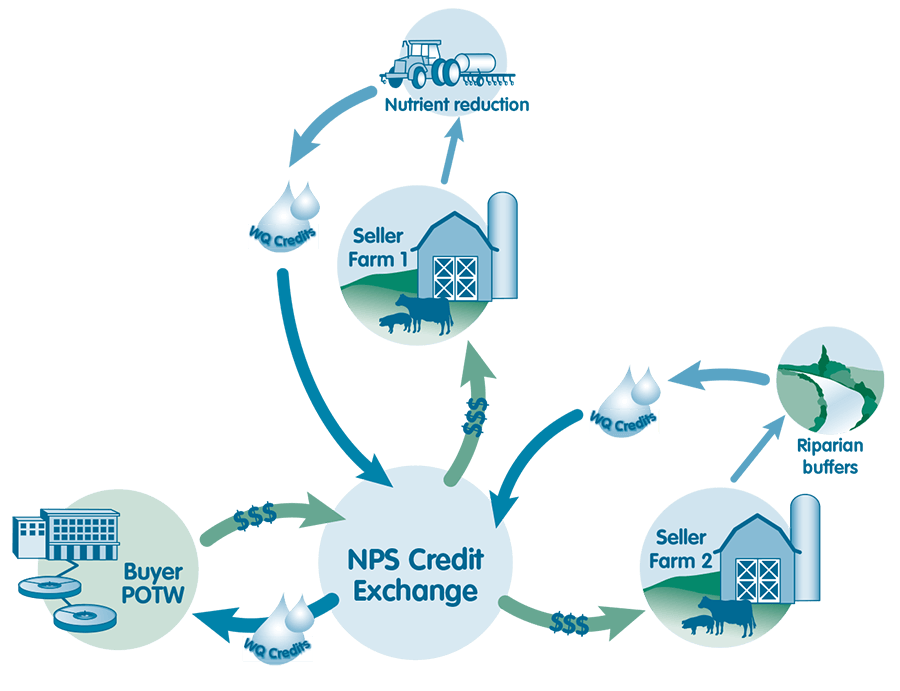 Nutrient reduction
WQ Credits
Seller
Farm 1
WQ Credits
$$$
Riparian
buffers
$$$
Seller
Farm 2
Buyer
POTW
NPS Credit
Exchange
$$$
WQ Credits